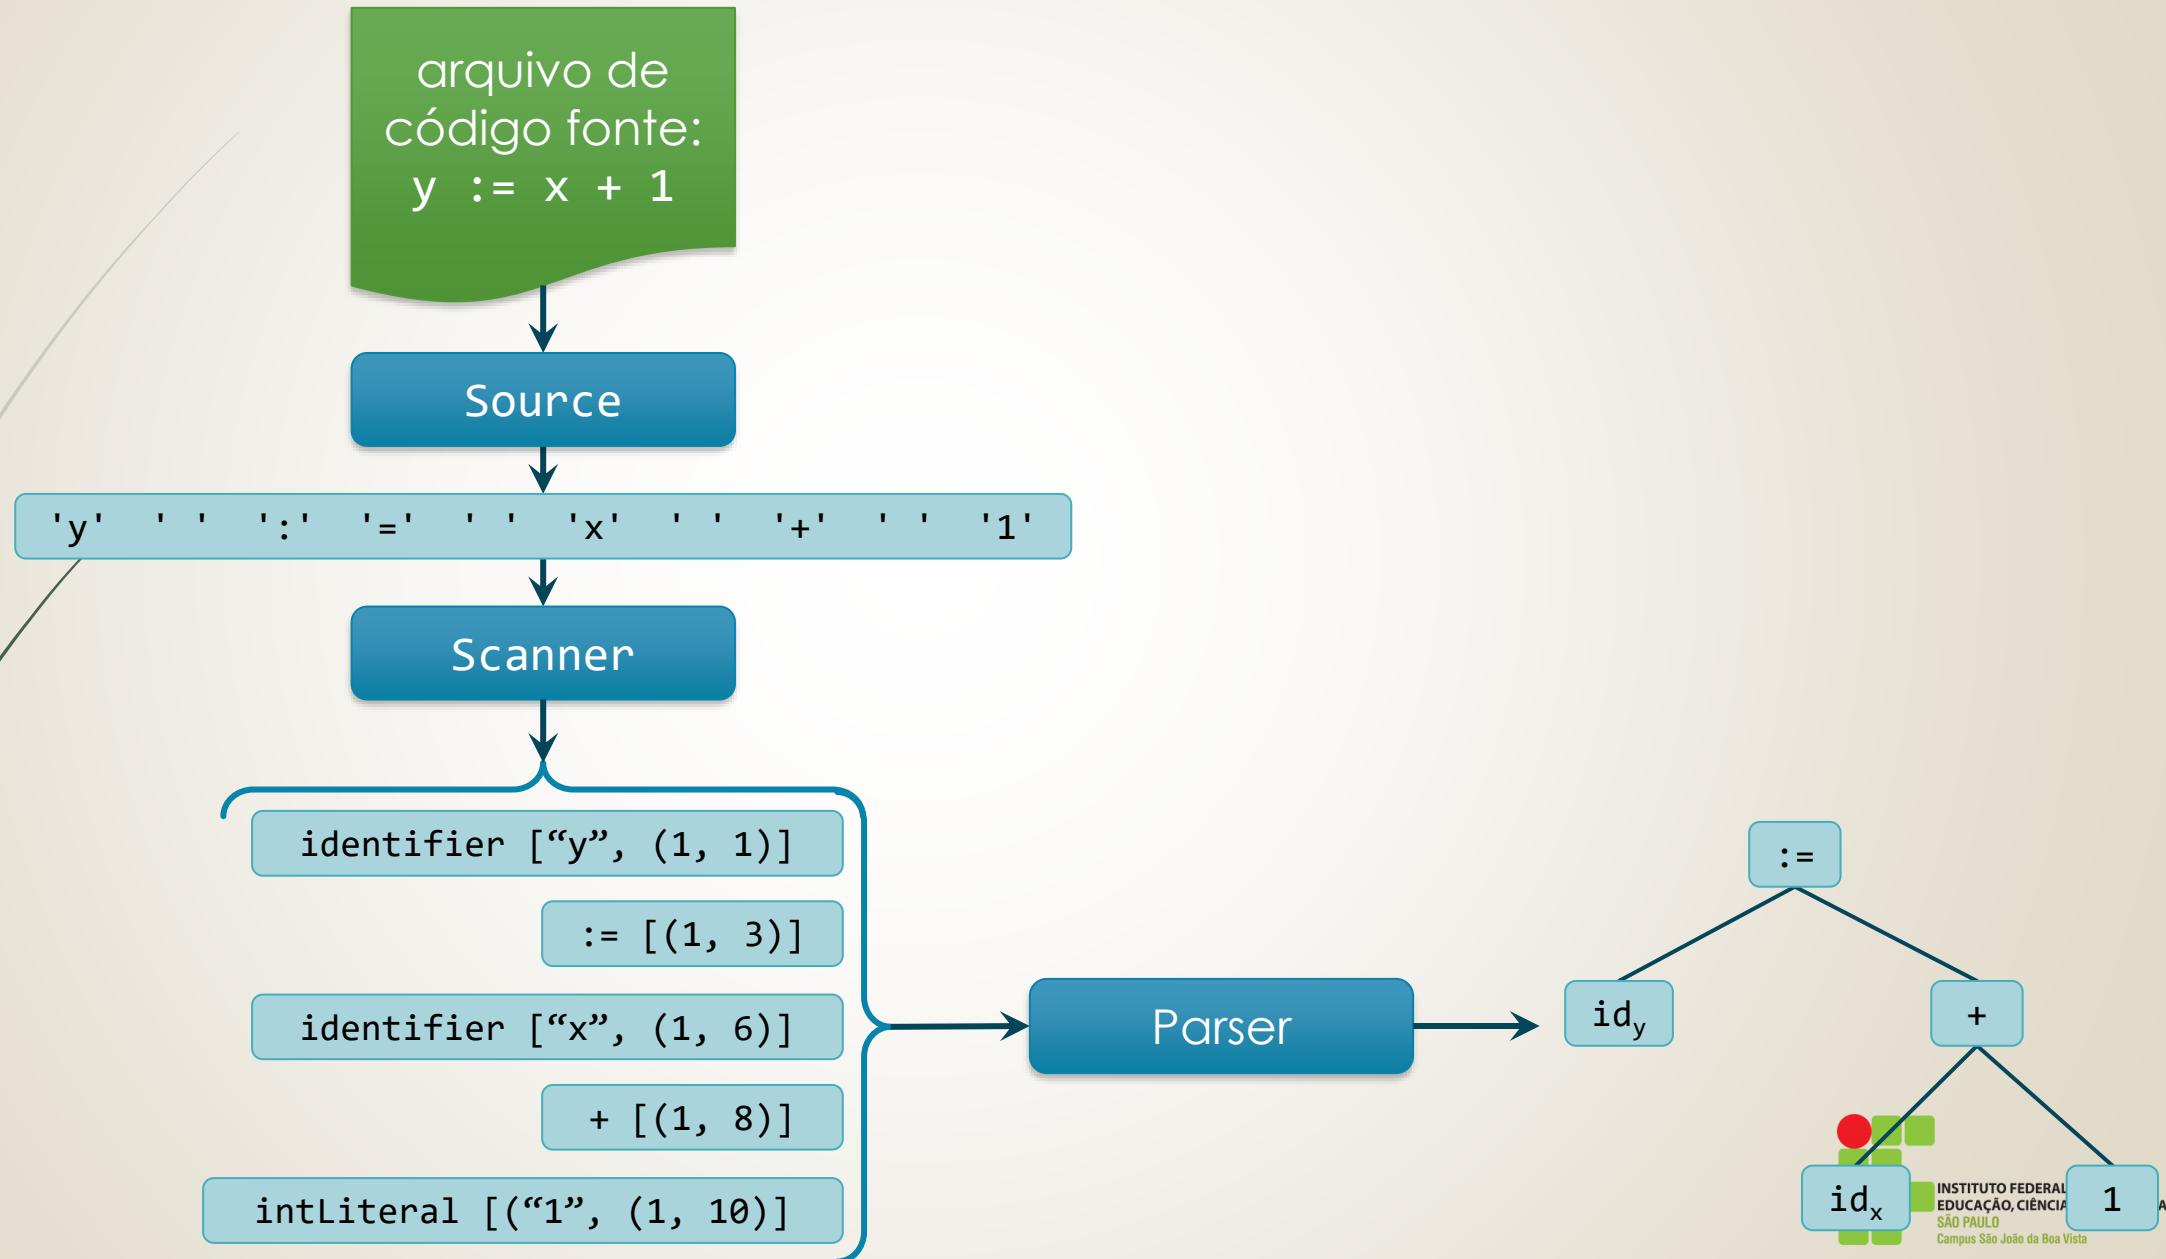 arquivo de
código fonte:
y := x + 1
Source
'y' ' ' ':' '=' ' ' 'x' ' ' '+' ' ' '1'
Scanner
identifier [“y”, (1, 1)]
:= [(1, 3)]
identifier [“x”, (1, 6)]
+ [(1, 8)]
intLiteral [(“1”, (1, 10)]
Parser
:=
idy
+
idx
1
INSTITUTO FEDERAL
EDUCAÇÃO, CIÊNCIA
SÃO PAULO
Campus São João da Boa Vista